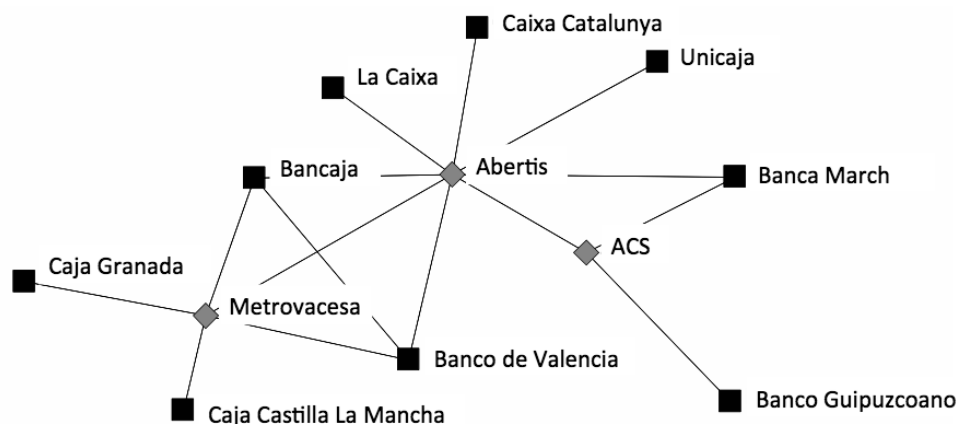 Caixa Catalunya
Unicaja
La Caixa
Bancaja
Abertis
Banca March
ACS
Caja Granada
Metrovacesa
Banco de Valencia
Banco Guipuzcoano
Caja Castilla La Mancha